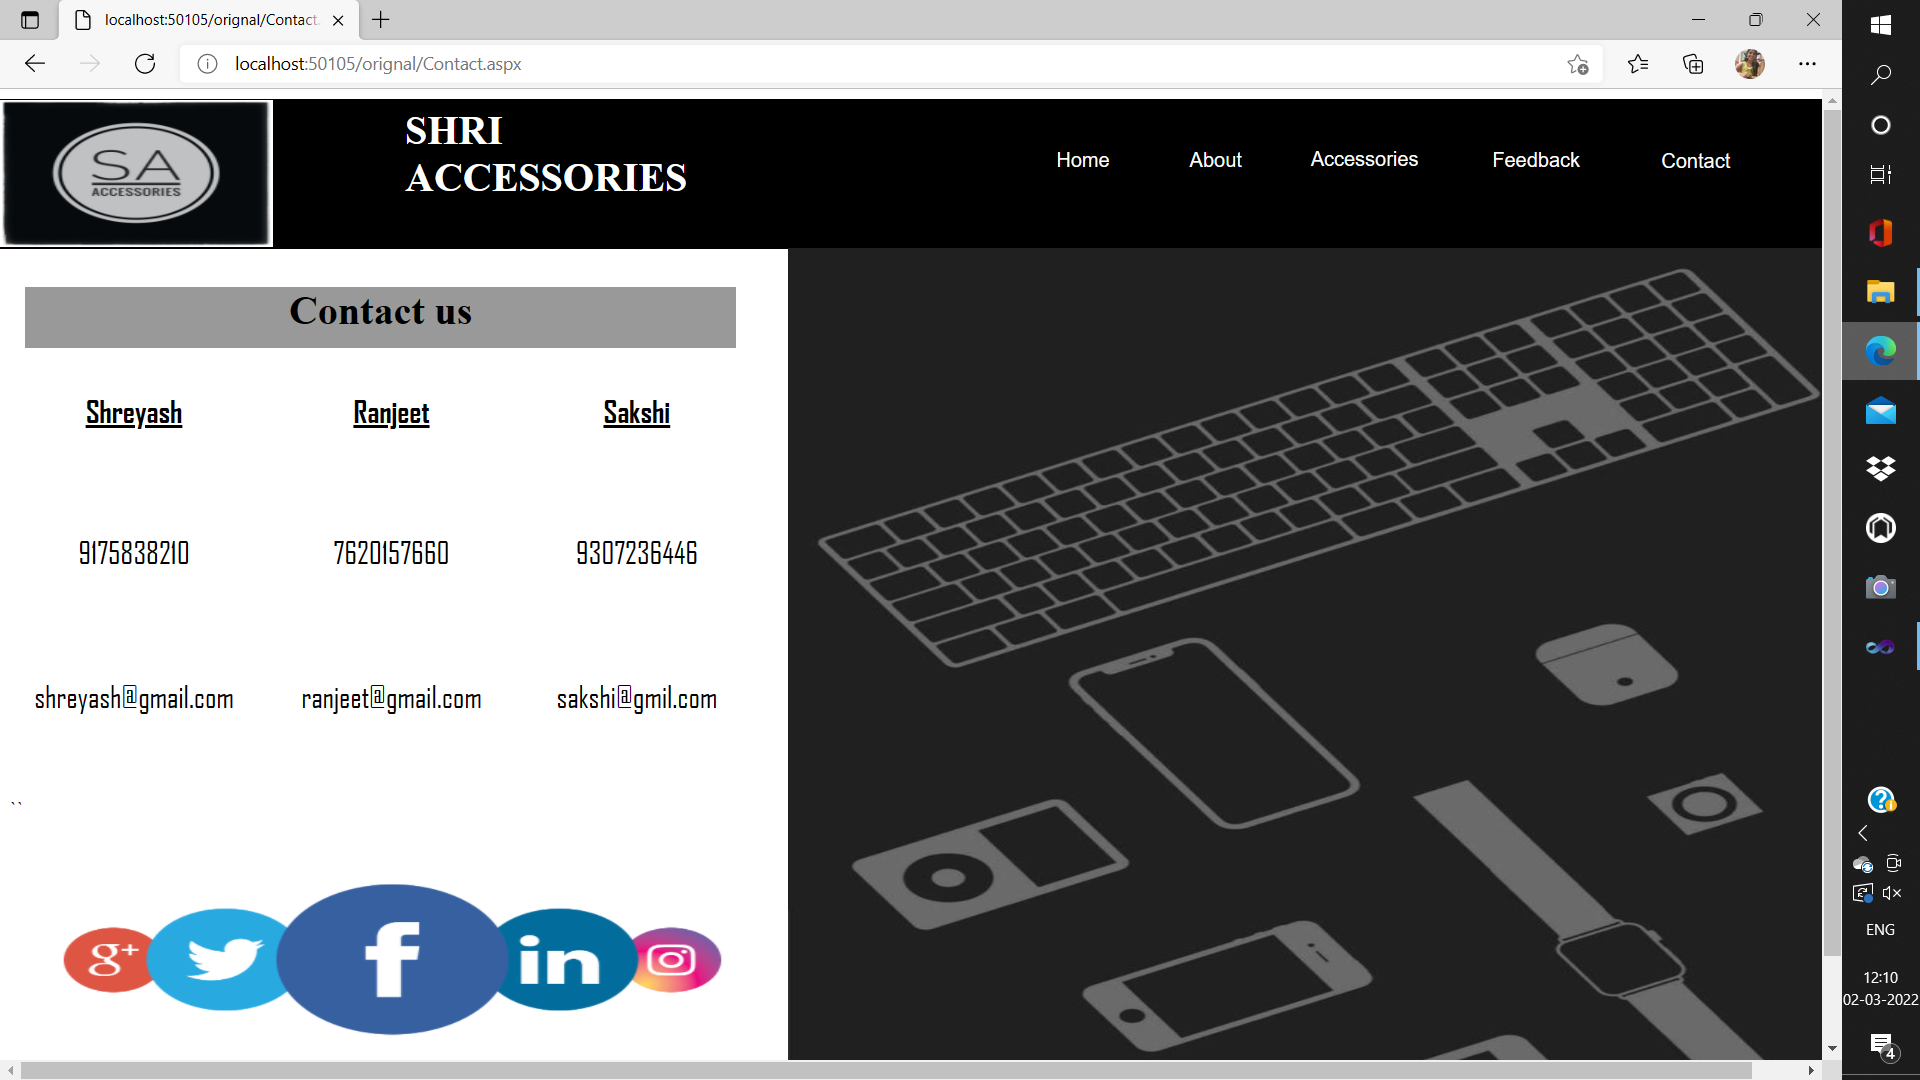 localhost:50105/orignal/Contact.
localhost:50105/orignal/Contact.aspx
SA
ACCESSORIES
SHRI
ACCESSORIES
Home About Accessories Feedback Contact
Contact us
Shreyash Ranjeet Sakshi
9175838210 7620157660 9307236446
shreyash@gmail.com ranjeet@gmail.com sakshi@gmil.com
``
g+ f in
ENG
12:10
02-03-2022
4